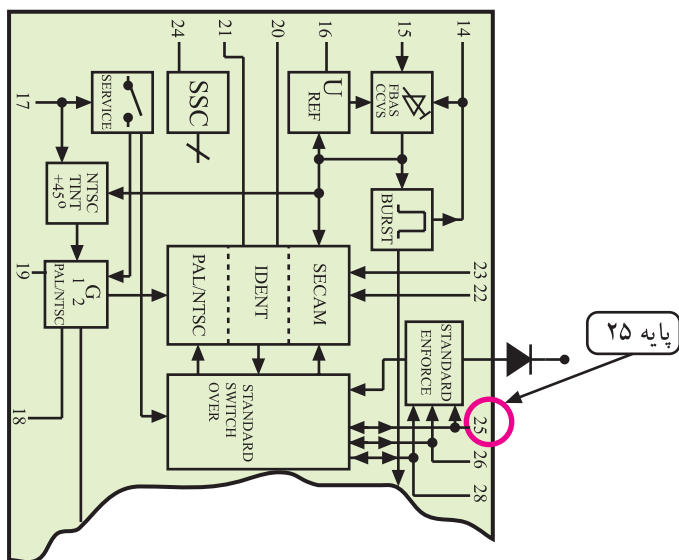 24
21
20
16
15
14
SERVICE
SSC
U
REF
FBAS
CCVS
17
NTSC
TINT
+45º
BURST
19
G
1 2
PAL/NTSC
PAL/NTSC
IDENT
SECAM
23
22
STANDARD
ENFORCE
پایه ۲۵
STANDARD
SWITCH
OVER
18
25
26
28